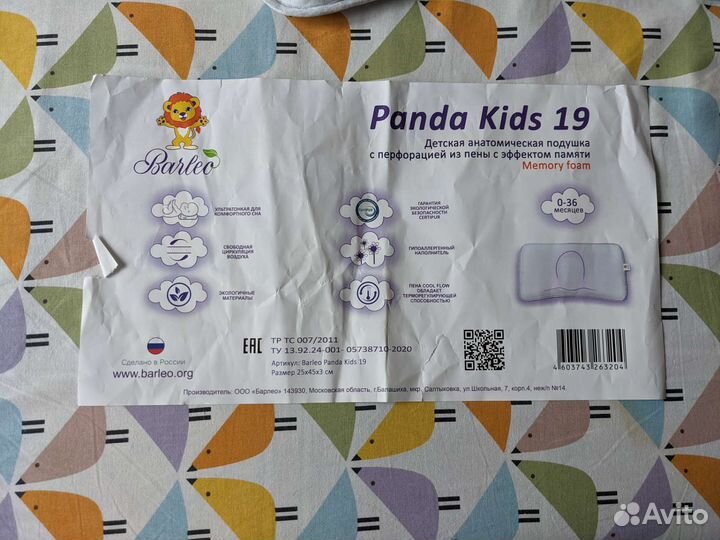 Barleo
Panda Kids 19
Детская анатомическая подушка
с перфорацией из пены с эффектом памяти
Memory foam
УЛЬТРАТОНКАЯ ДЛЯ
КОМФОРТНОГО СНА
СВОБОДНАЯ
ЦИРКУЛЯЦИЯ
ВОЗДУХА
ЭКОЛОГИЧНЫЕ
МАТЕРИАЛЫ
ГАРАНТИЯ
ЭКОЛОГИЧЕСКОЙ
БЕЗОПАСНОСТИ
CERTIPUR
ГИПОАЛЛЕРГЕННЫЙ
НАПОЛНИТЕЛЬ
ПЕНА COOL FLOW
ОБЛАДАЕТ
ТЕРМОРЕГУЛИРУЮЩЕЙ
СПОСОБНОСТЬЮ
0-36
месяцев
Сделано в России
www.barleo.org
EAC
ТР ТС 007/2011
ТУ 13.92.24-001- 05738710-2020
Артикул: Barleo Panda Kids 19
Размер 25х45х3 см
4603743263204
Производитель: ООО «Барлео» 143930, Московская область, г.Балашиха, мкр. Салтыковка, ул.Школьная, 7, корп.4, неж/п №14.
Avito